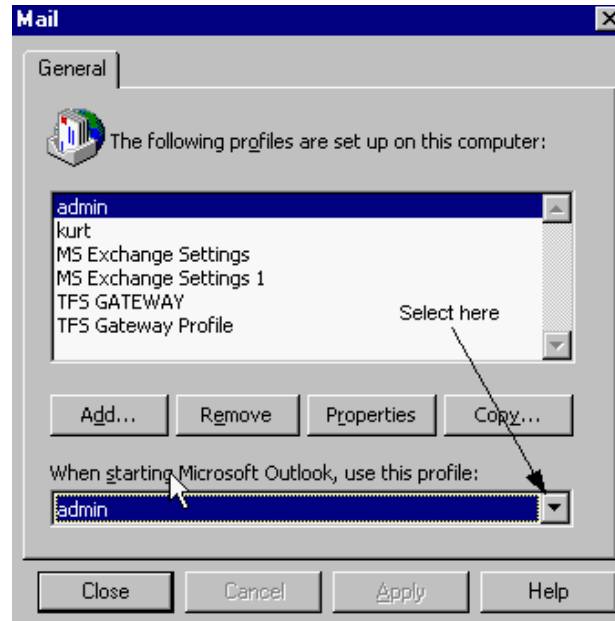 Mail
General
The following profiles are set up on this computer:
admin
kurt
MS Exchange Settings
MS Exchange Settings 1
TFS GATEWAY
TFS Gateway Profile
Select here
Add...
Remove
Properties
Copy...
When starting Microsoft Outlook, use this profile:
admin
Close
Cancel
Apply
Help